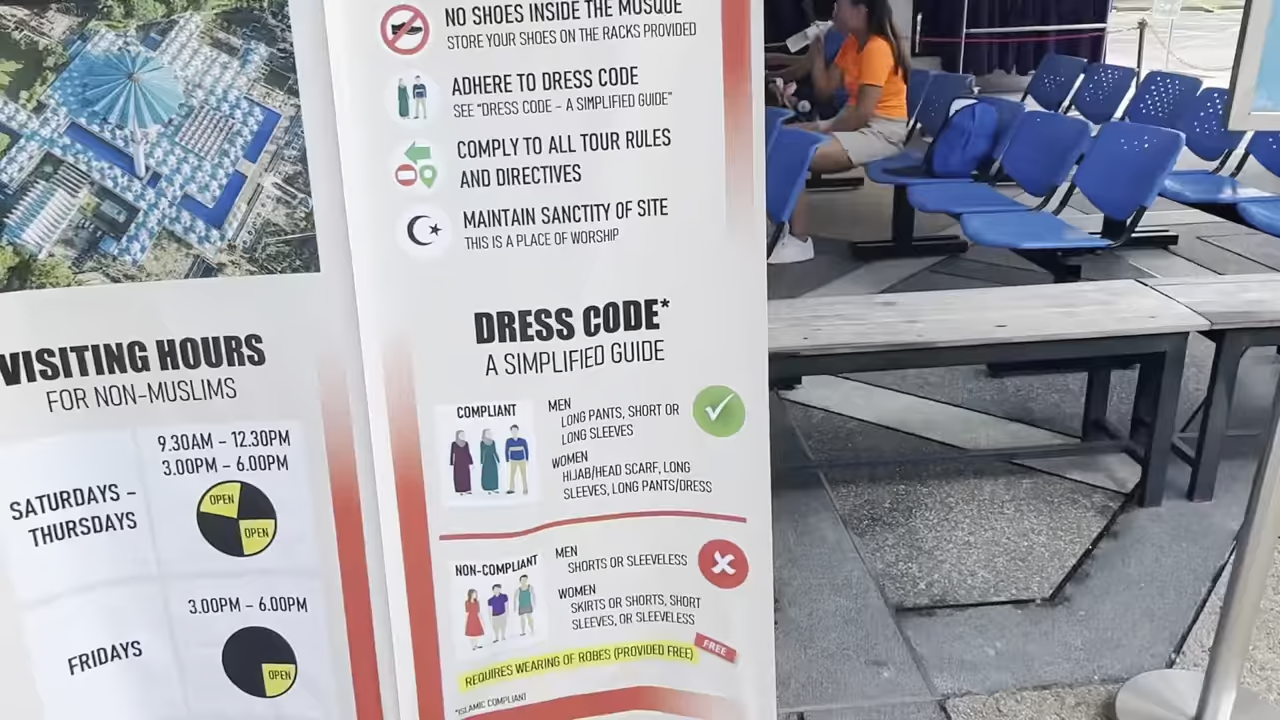 VISITING HOURS
FOR NON-MUSLIMS
SATURDAYS –
THURSDAYS
9.30AM – 12.30PM
3.00PM – 6.00PM
OPEN
OPEN
FRIDAYS
3.00PM – 6.00PM
OPEN
NO SHOES INSIDE THE MOSQUE
STORE YOUR SHOES ON THE RACKS PROVIDED
ADHERE TO DRESS CODE
SEE "DRESS CODE – A SIMPLIFIED GUIDE"
COMPLY TO ALL TOUR RULES
AND DIRECTIVES
MAINTAIN SANCTITY OF SITE
THIS IS A PLACE OF WORSHIP
DRESS CODE*
A SIMPLIFIED GUIDE
COMPLIANT
MEN
LONG PANTS, SHORT OR
LONG SLEEVES
WOMEN
HIJAB/HEAD SCARF, LONG
SLEEVES, LONG PANTS/DRESS
NON-COMPLIANT
MEN
SHORTS OR SLEEVELESS
WOMEN
SKIRTS OR SHORTS, SHORT
SLEEVES, OR SLEEVELESS
REQUIRES WEARING OF ROBES (PROVIDED FREE)
FREE
*ISLAMIC COMPLIANT